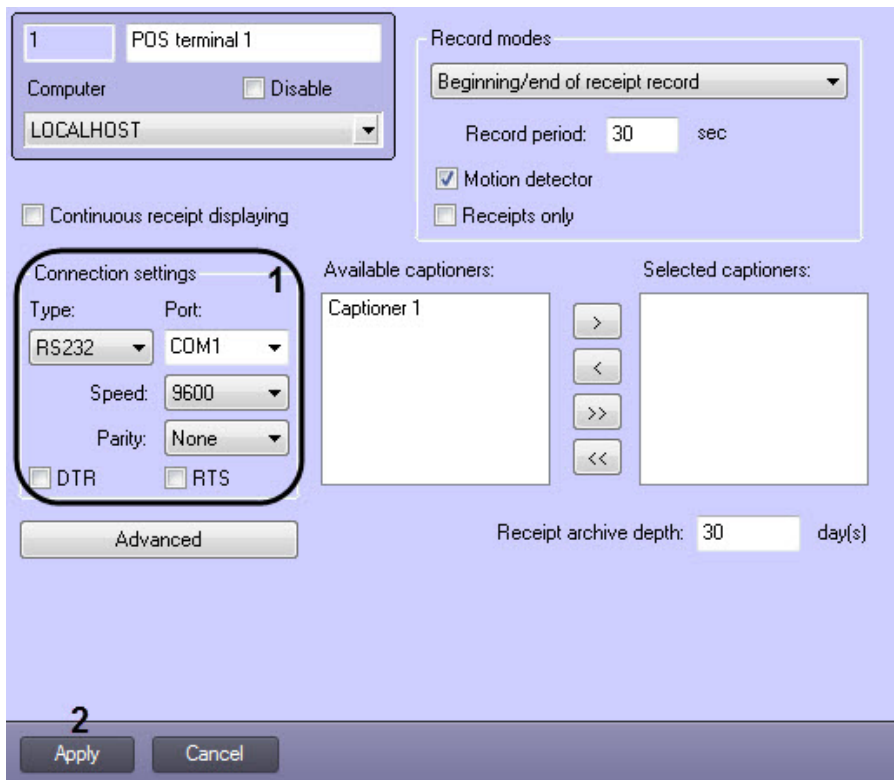 1
POS terminal 1
Computer
Disable
LOCALHOST
Record modes
Beginning/end of receipt record
Record period: 30 sec
Motion detector
Receipts only
Continuous receipt displaying
Connection settings 1
Type: Port:
RS232 COM1
Speed: 9600
Parity: None
DTR RTS
Available captioners:
Captioner 1
>
<
>>
<<
Selected captioners:
Advanced
Receipt archive depth: 30 day(s)
2
Apply Cancel